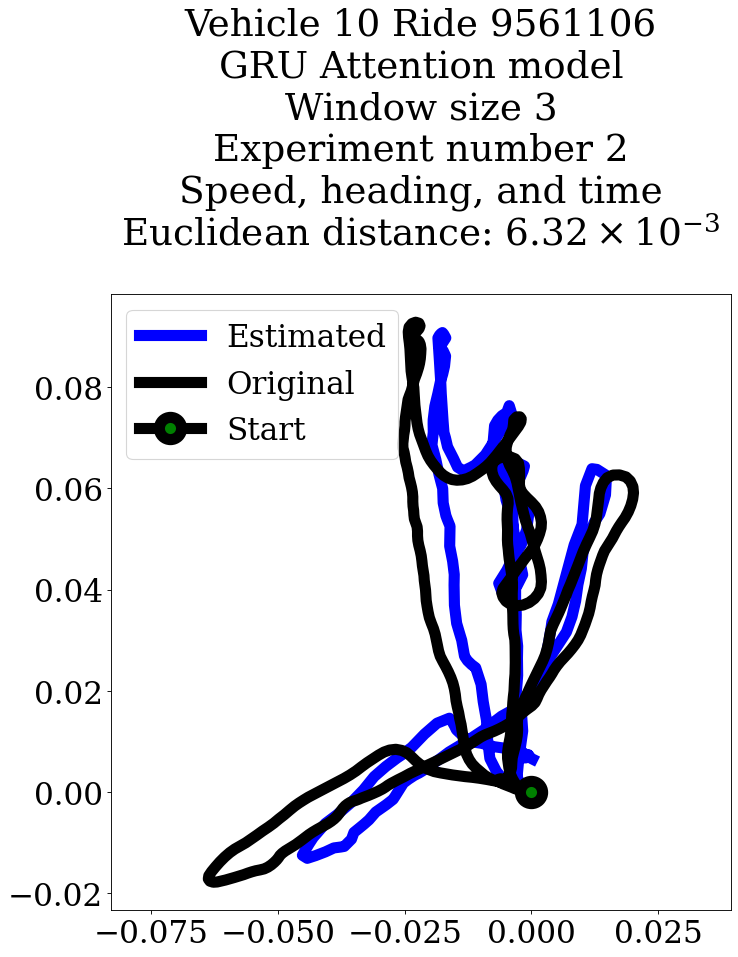 Vehicle 10 Ride 9561106
GRU Attention model
Window size 3
Experiment number 2
Speed, heading, and time
Euclidean distance: 6.32 × 10⁻³
Estimated
Original
Start
0.08
0.06
0.04
0.02
0.00
−0.02
−0.075 −0.050 −0.025 0.000 0.025